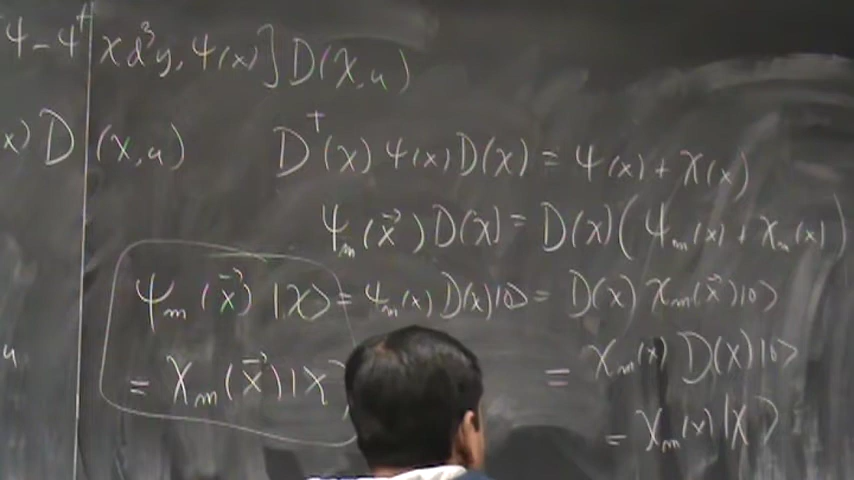 ψ - ψ† χ d³y, ψ(x)] D(χ, u)
x) D (χ, u)
D†(χ) ψ(x) D(χ) = ψ(x) + χ(x)
ψₘ(x⃗) D(χ) = D(χ) (ψₘ(x) + χₘ(x))
ψₘ(x⃗) |χ> = ψₘ(x) D(χ)|0> = D(χ) χₘ(x⃗)|0>
= χₘ(x⃗)|χ
= χₘ(x) D(χ)|0>
u
= χₘ(x)|χ>